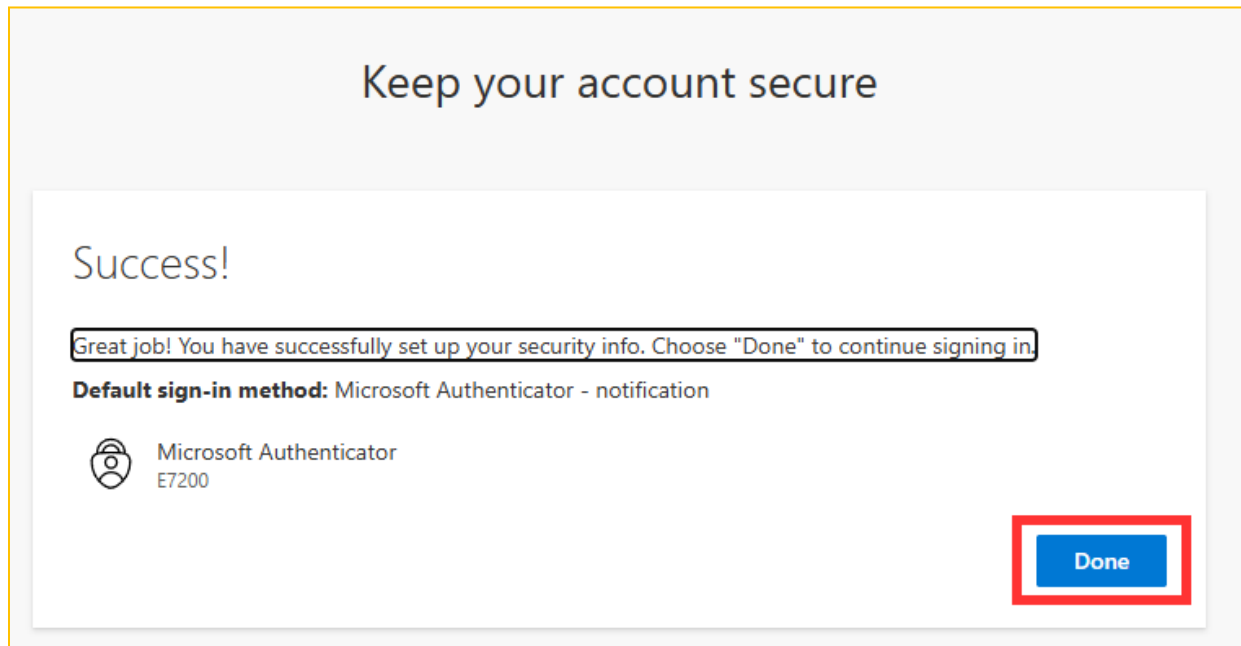 Keep your account secure
Success!
Great job! You have successfully set up your security info. Choose "Done" to continue signing in.
Default sign-in method: Microsoft Authenticator - notification
Microsoft Authenticator
E7200
Done